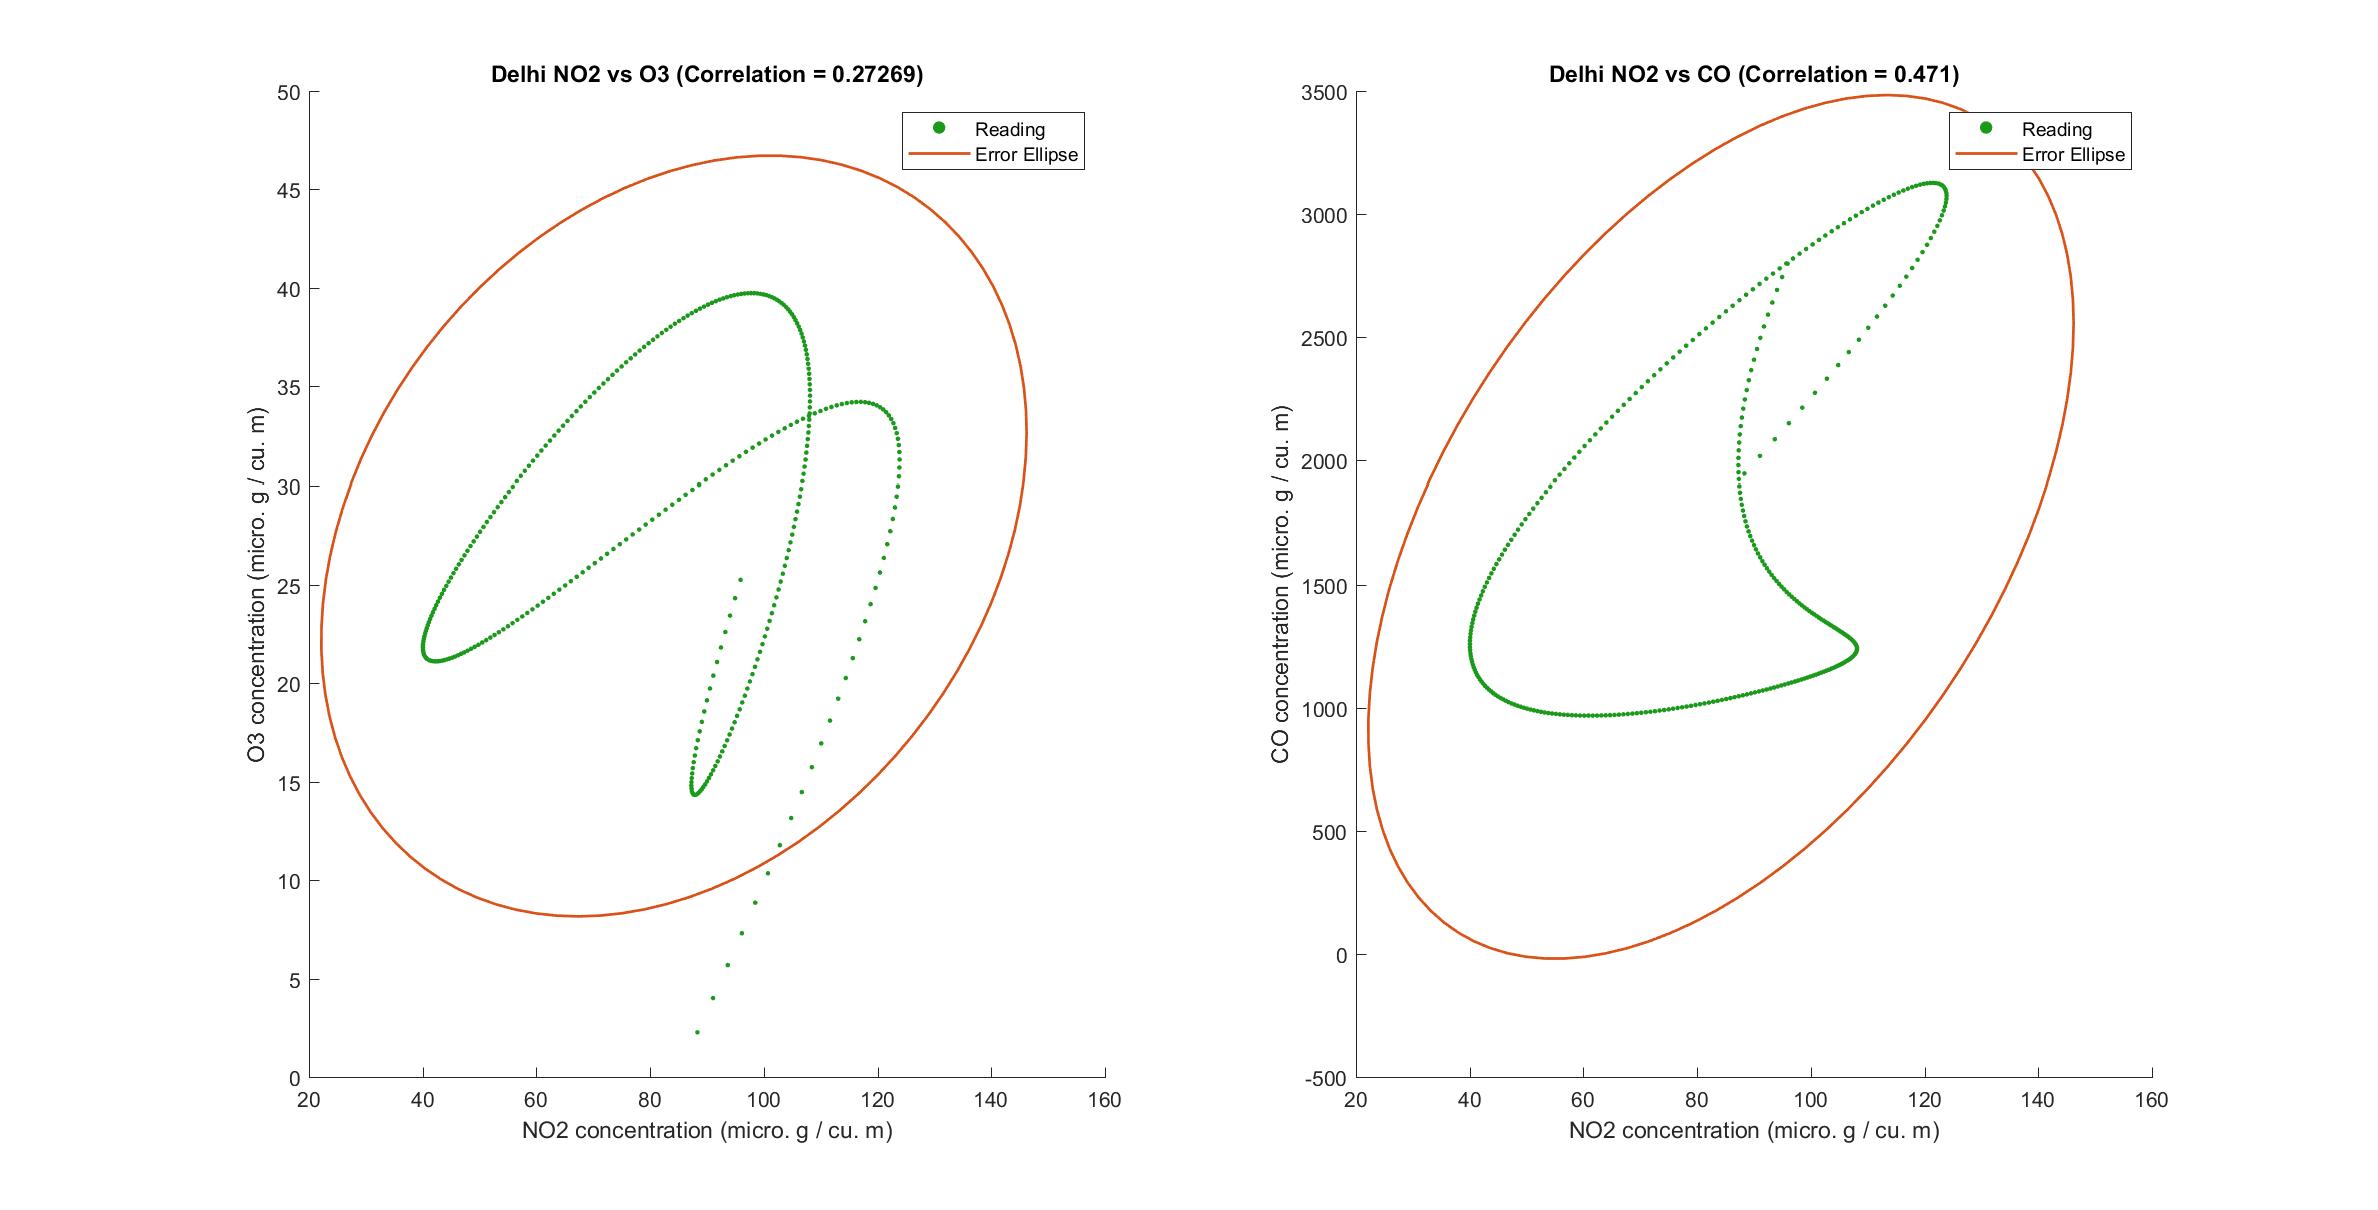 Delhi NO2 vs O3 (Correlation = 0.27269)
Reading
Error Ellipse
50
45
40
35
30
25
20
15
10
5
0
O3 concentration (micro. g / cu. m)
20 40 60 80 100 120 140 160
NO2 concentration (micro. g / cu. m)
Delhi NO2 vs CO (Correlation = 0.471)
Reading
Error Ellipse
3500
3000
2500
2000
1500
1000
500
0
-500
CO concentration (micro. g / cu. m)
20 40 60 80 100 120 140 160
NO2 concentration (micro. g / cu. m)